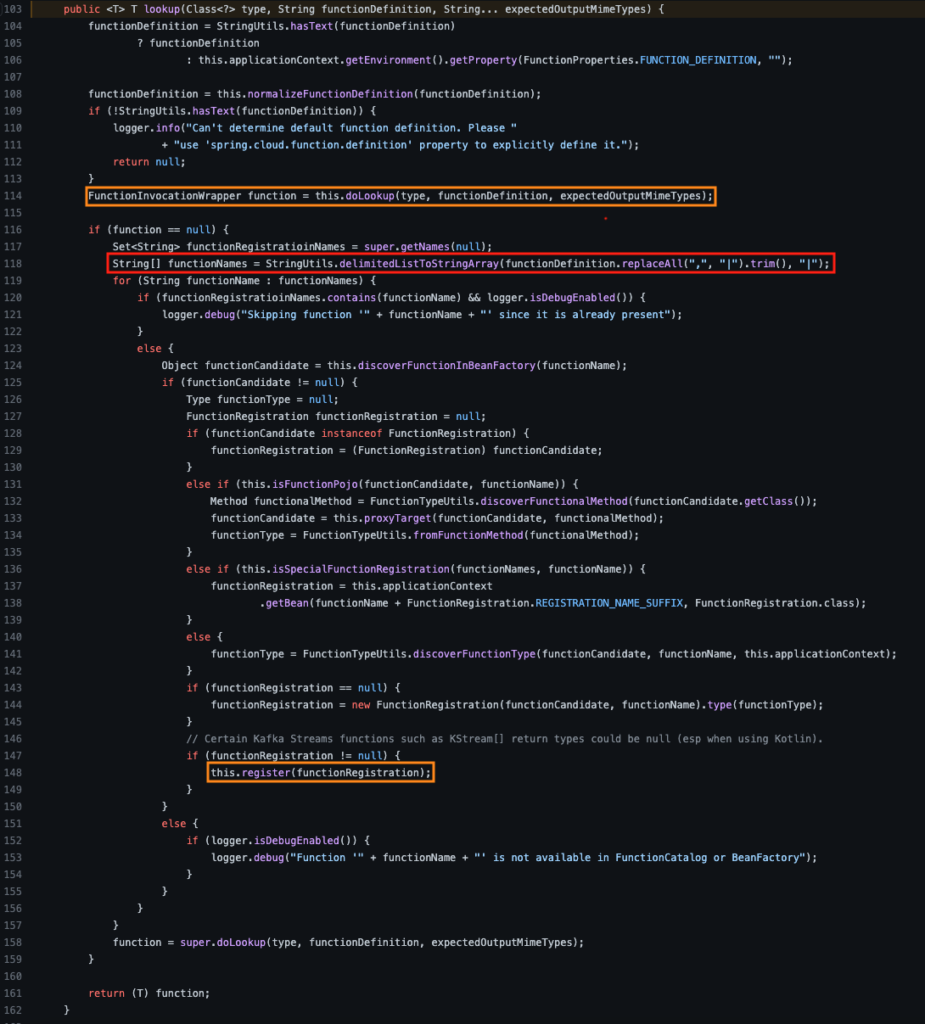 103 public <T> T lookup(Class<?> type, String functionDefinition, String... expectedOutputMimeTypes) {
104 functionDefinition = StringUtils.hasText(functionDefinition)
105 ? functionDefinition
106 : this.applicationContext.getEnvironment().getProperty(FunctionProperties.FUNCTION_DEFINITION, "");
107
108 functionDefinition = this.normalizeFunctionDefinition(functionDefinition);
109 if (!StringUtils.hasText(functionDefinition)) {
110 logger.info("Can't determine default function definition. Please "
111 + "use 'spring.cloud.function.definition' property to explicitly define it.");
112 return null;
113 }
114 FunctionInvocationWrapper function = this.doLookup(type, functionDefinition, expectedOutputMimeTypes);
115
116 if (function == null) {
117 Set<String> functionRegistratioinNames = super.getNames(null);
118 String[] functionNames = StringUtils.delimitedListToStringArray(functionDefinition.replaceAll(",", "|").trim(), "|");
119 for (String functionName : functionNames) {
120 if (functionRegistratioinNames.contains(functionName) && logger.isDebugEnabled()) {
121 logger.debug("Skipping function '" + functionName + "' since it is already present");
122 }
123 else {
124 Object functionCandidate = this.discoverFunctionInBeanFactory(functionName);
125 if (functionCandidate != null) {
126 Type functionType = null;
127 FunctionRegistration functionRegistration = null;
128 if (functionCandidate instanceof FunctionRegistration) {
129 functionRegistration = (FunctionRegistration) functionCandidate;
130 }
131 else if (this.isFunctionPojo(functionCandidate, functionName)) {
132 Method functionalMethod = FunctionTypeUtils.discoverFunctionalMethod(functionCandidate.getClass());
133 functionCandidate = this.proxyTarget(functionCandidate, functionalMethod);
134 functionType = FunctionTypeUtils.fromFunctionMethod(functionalMethod);
135 }
136 else if (this.isSpecialFunctionRegistration(functionNames, functionName)) {
137 functionRegistration = this.applicationContext
138 .getBean(functionName + FunctionRegistration.REGISTRATION_NAME_SUFFIX, FunctionRegistration.class);
139 }
140 else {
141 functionType = FunctionTypeUtils.discoverFunctionType(functionCandidate, functionName, this.applicationContext);
142 }
143 if (functionRegistration == null) {
144 functionRegistration = new FunctionRegistration(functionCandidate, functionName).type(functionType);
145 }
146 // Certain Kafka Streams functions such as KStream[] return types could be null (esp when using Kotlin).
147 if (functionRegistration != null) {
148 this.register(functionRegistration);
149 }
150 }
151 else {
152 if (logger.isDebugEnabled()) {
153 logger.debug("Function '" + functionName + "' is not available in FunctionCatalog or BeanFactory");
154 }
155 }
156 }
157 }
158 function = super.doLookup(type, functionDefinition, expectedOutputMimeTypes);
159 }
160
161 return (T) function;
162 }